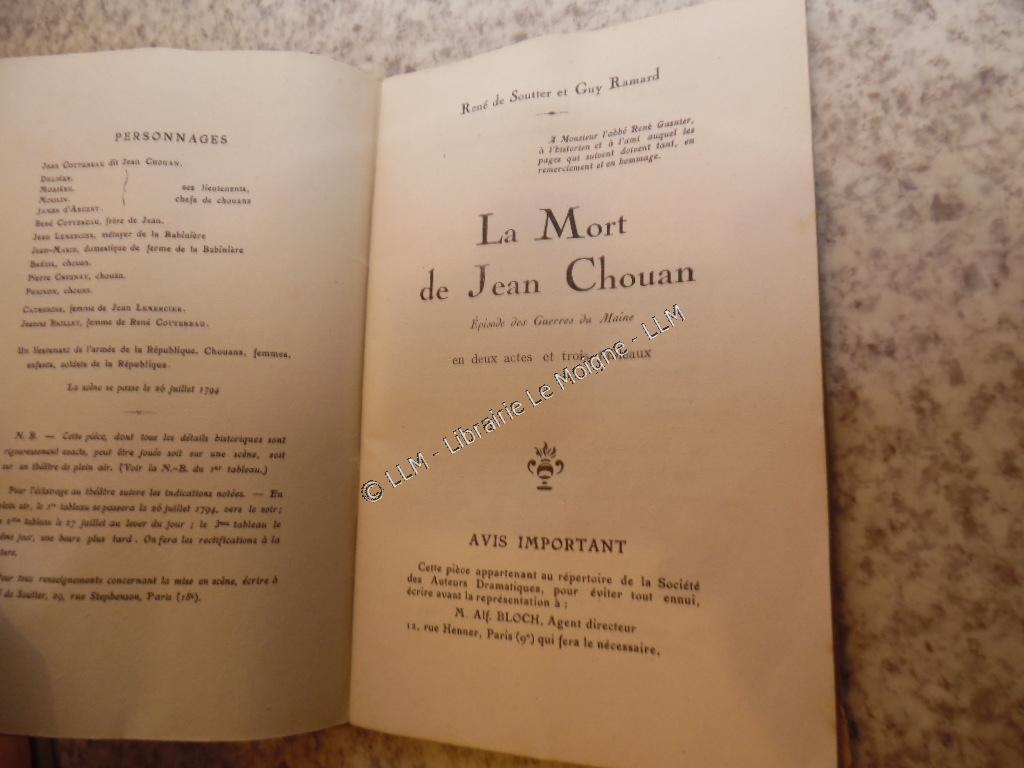 PERSONNAGES
JEAN COTTEREAU dit JEAN CHOUAN.
DELIÈRE.
MORIÈRE.
MOULIN.
JAMBE D'ARGENT.
ses lieutenants,
chefs de chouans
RENÉ COTTEREAU, frère de Jean.
JEAN LEMERCIER, métayer de la Babinière
JEAN-MARIE, domestique de ferme de la Babinière
chouan.
PIERRE CRESNAY, chouan.
chouan.
CATHERINE, femme de JEAN LEMERCIER.
JEANNE BAILLET, femme de RENÉ COTTEREAU.
Un lieutenant de l'armée de la République. Chouans, femmes,
enfants, soldats de la République.
La scène se passe le 26 juillet 1794
N. B. — Cette pièce, dont tous les détails historiques sont
rigoureusement exacts, peut être jouée soit sur une scène, soit
sur un théâtre de plein air. (Voir la N.-B. du 1er tableau.)
Pour l'éclairage au théâtre suivre les indications notées. — En
plein air, le 1er tableau se passera le 26 juillet 1794, vers le soir ;
2me tableau le 27 juillet au lever du jour ; le 3me tableau le
même jour, une heure plus tard. On fera les rectifications à la
Pour tous renseignements concernant la mise en scène, écrire à
de Soutter, 29, rue Stephenson, Paris (18e).
René de Soutter et Guy Ramard
A Monsieur l'abbé René Gasnier,
à l'historien et à l'ami auquel les
pages qui suivent doivent tant, en
remerciement et en hommage.
La Mort
de Jean Chouan
Épisode des Guerres du Maine
en deux actes et trois tableaux
© LLM - Librairie Le Moigne - LLM
AVIS IMPORTANT
Cette pièce appartenant au répertoire de la Société
des Auteurs Dramatiques, pour éviter tout ennui,
écrire avant la représentation à :
M. Alf. BLOCH, Agent directeur
12, rue Henner, Paris (9e) qui fera le nécessaire.